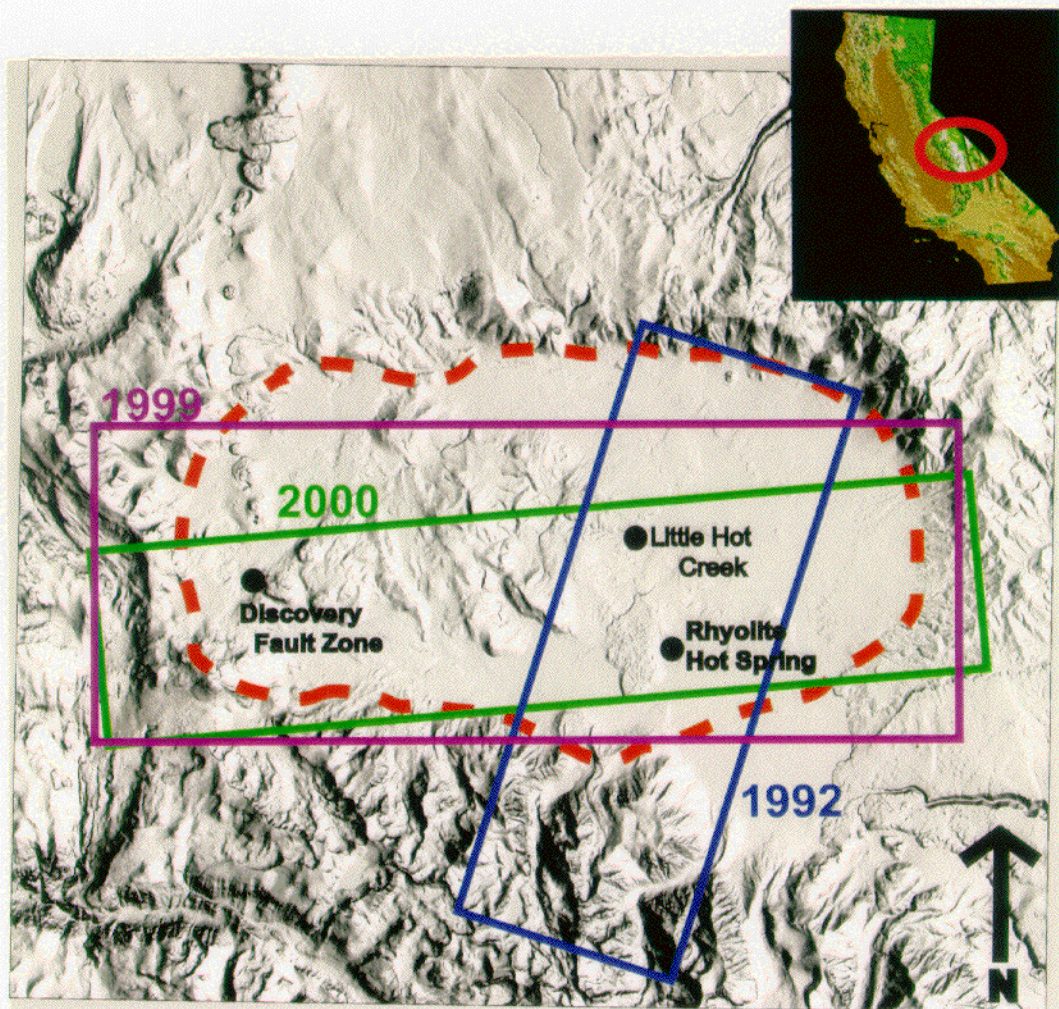 1999
2000
Little Hot
Creek
Discovery
Fault Zone
Rhyolite
Hot Spring
1992
N